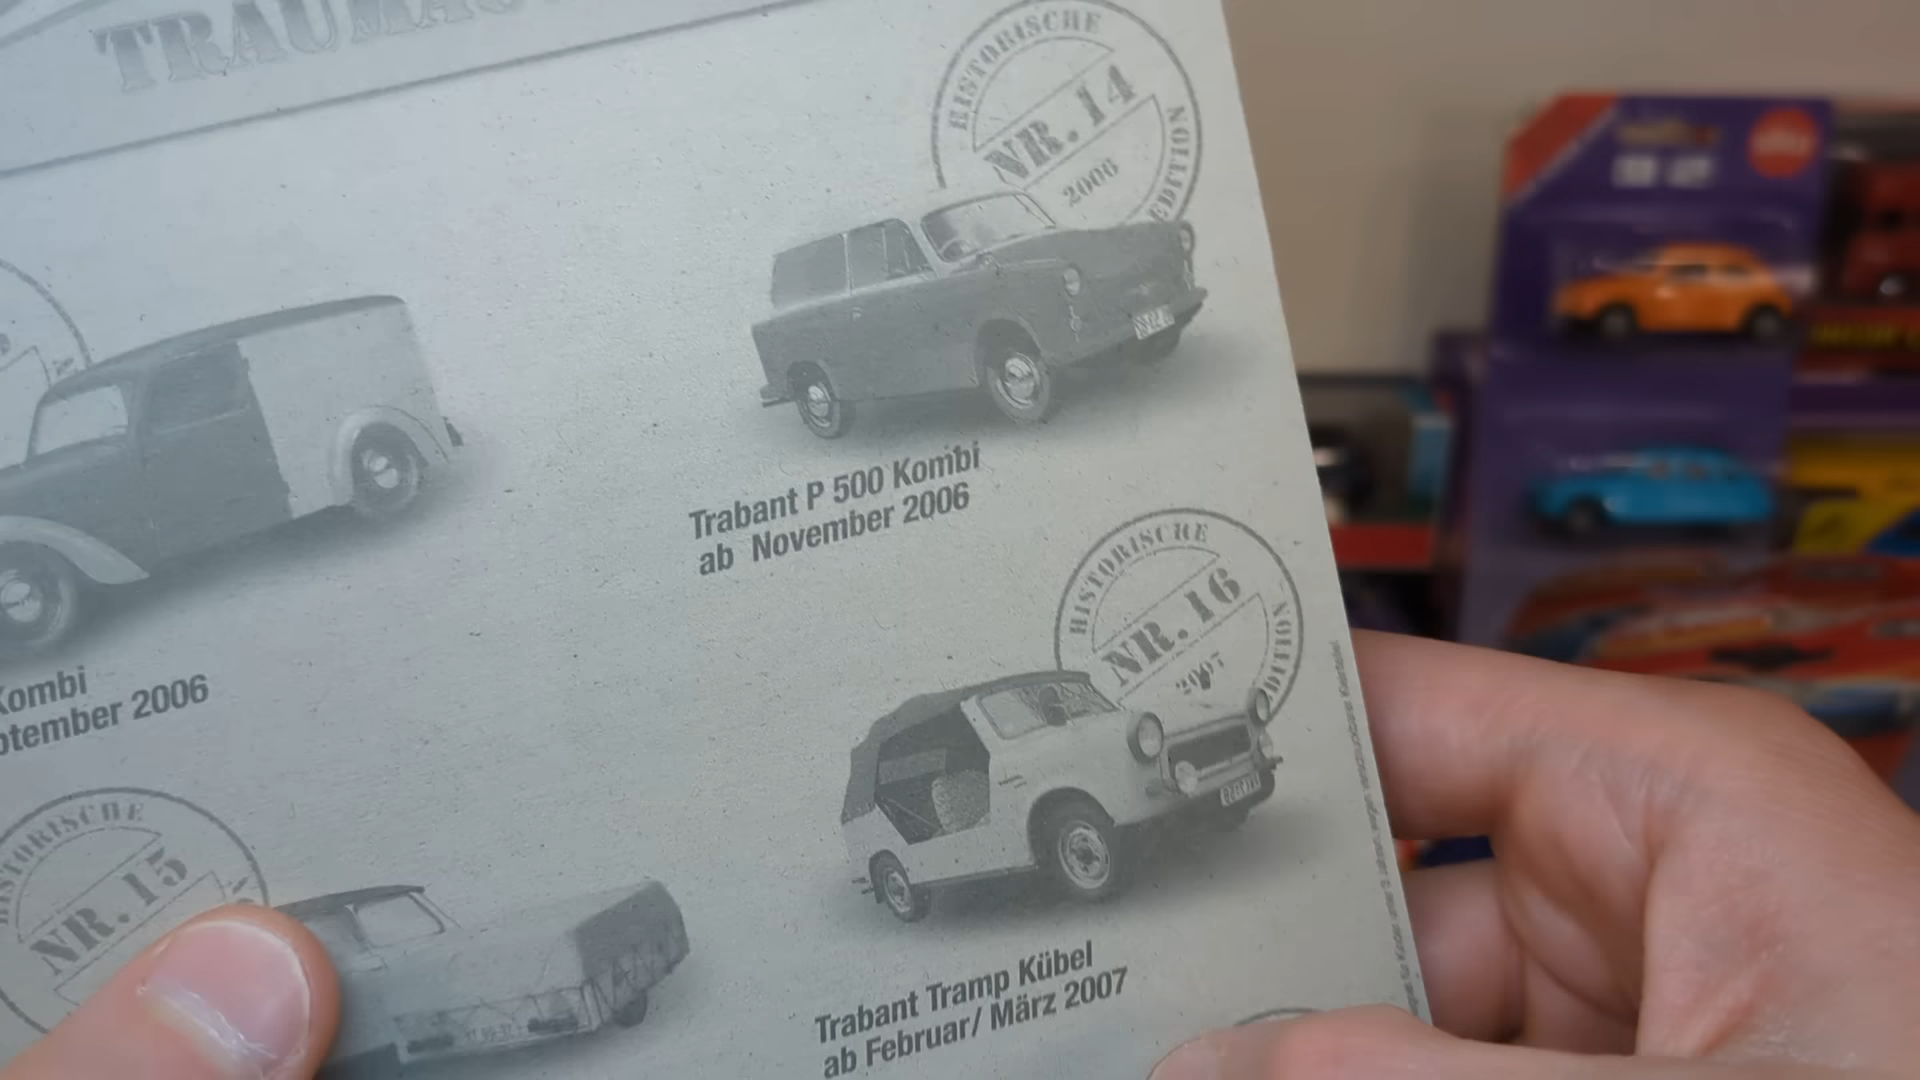 HISTORISCHE
NR. 14
2006
EDITION
Trabant P 500 Kombi
ab November 2006
Kombi
ptember 2006
HISTORISCHE
NR. 16
2007
EDITION
HISTORISCHE
NR. 15
Trabant Tramp Kübel
ab Februar/ März 2007